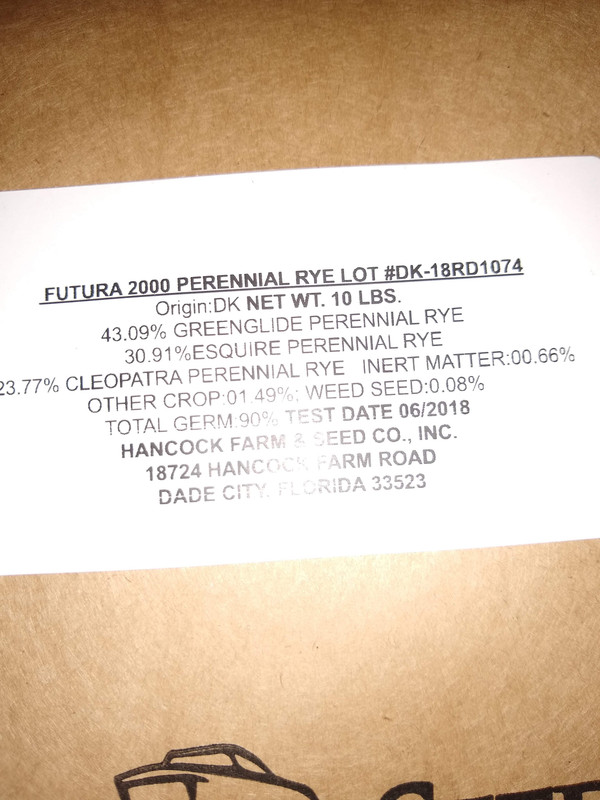 FUTURA 2000 PERENNIAL RYE LOT #DK-18RD1074
Origin:DK NET WT. 10 LBS.
43.09% GREENGLIDE PERENNIAL RYE
30.91%ESQUIRE PERENNIAL RYE
23.77% CLEOPATRA PERENNIAL RYE INERT MATTER:00.66%
OTHER CROP:01.49%; WEED SEED:0.08%
TOTAL GERM:90% TEST DATE 06/2018
HANCOCK FARM & SEED CO., INC.
18724 HANCOCK FARM ROAD
DADE CITY, FLORIDA 33523